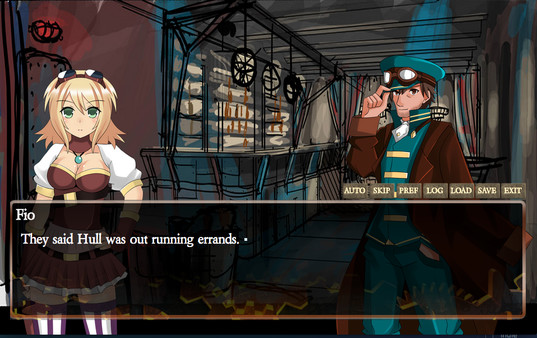 AUTO SKIP PREF LOG LOAD SAVE EXIT
Fio
They said Hull was out running errands.